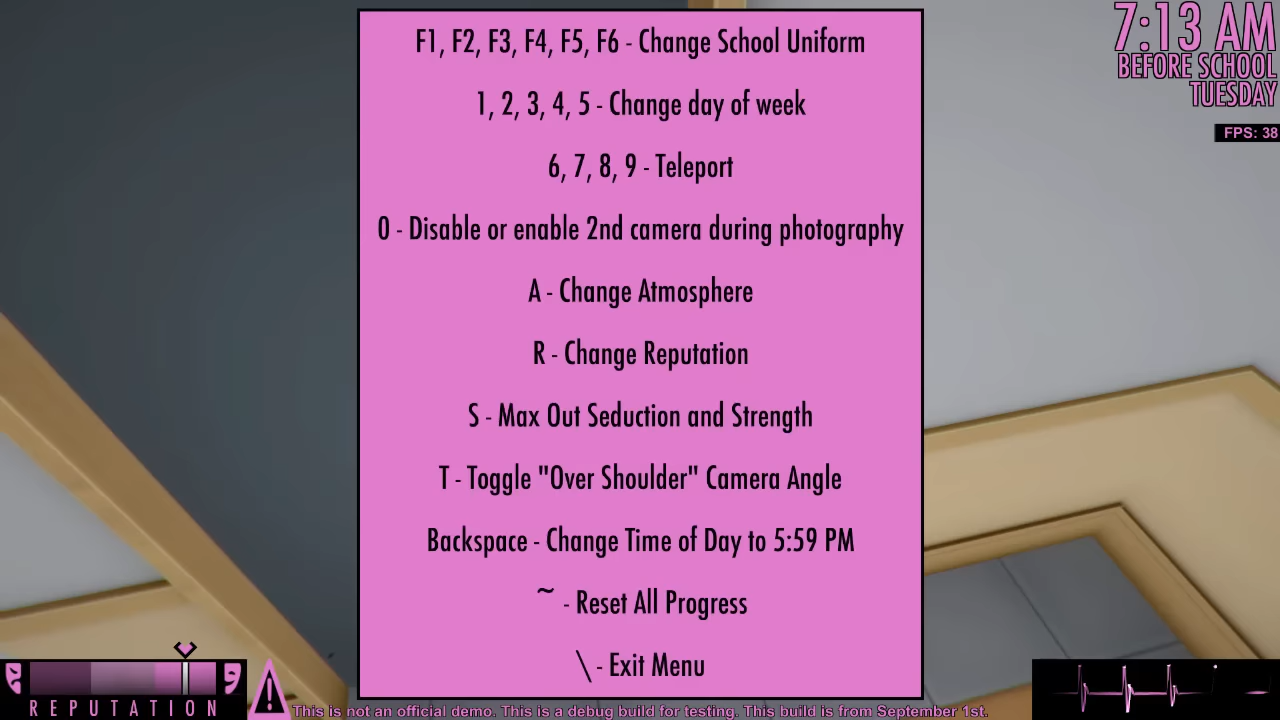 F1, F2, F3, F4, F5, F6 - Change School Uniform
1, 2, 3, 4, 5 - Change day of week
6, 7, 8, 9 - Teleport
0 - Disable or enable 2nd camera during photography
A - Change Atmosphere
R - Change Reputation
S - Max Out Seduction and Strength
T - Toggle "Over Shoulder" Camera Angle
Backspace - Change Time of Day to 5:59 PM
~ - Reset All Progress
\ - Exit Menu
7:13 AM
BEFORE SCHOOL
TUESDAY
FPS: 38
REPUTATION
!
This is not an official demo. This is a debug build for testing. This build is from September 1st.